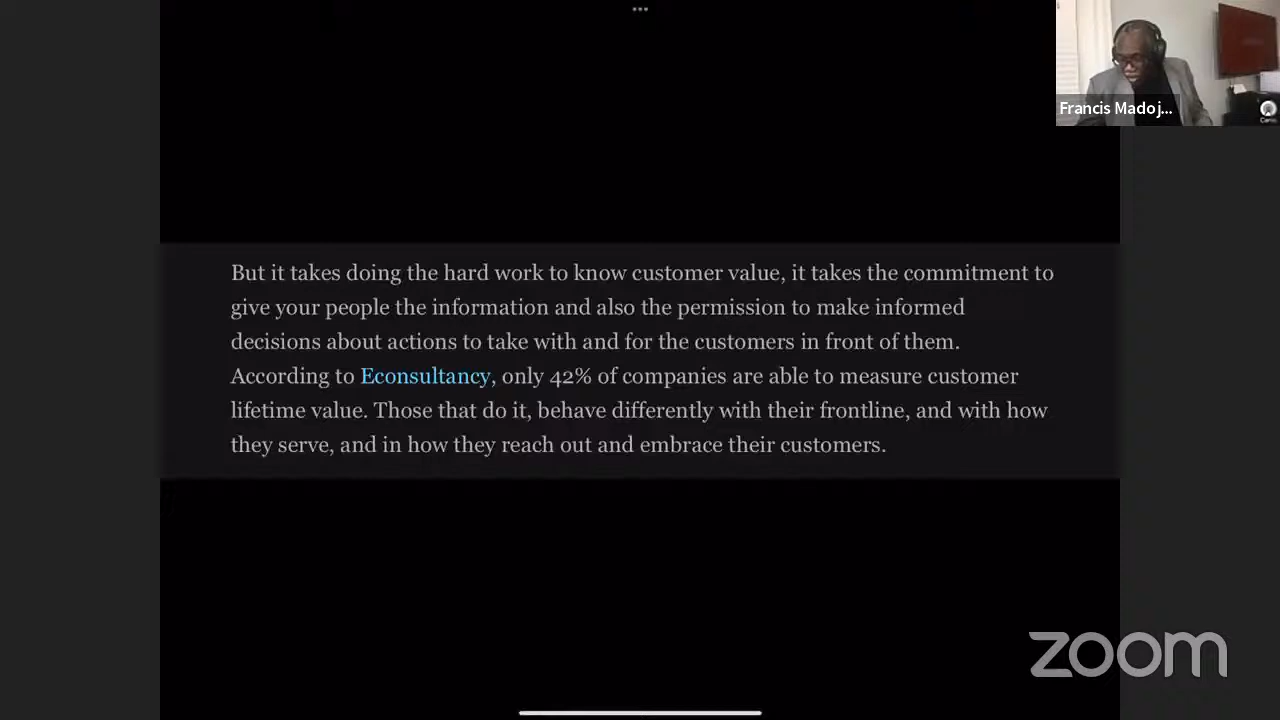 Francis Madoj...
But it takes doing the hard work to know customer value, it takes the commitment to
give your people the information and also the permission to make informed
decisions about actions to take with and for the customers in front of them.
According to Econsultancy, only 42% of companies are able to measure customer
lifetime value. Those that do it, behave differently with their frontline, and with how
they serve, and in how they reach out and embrace their customers.
zoom